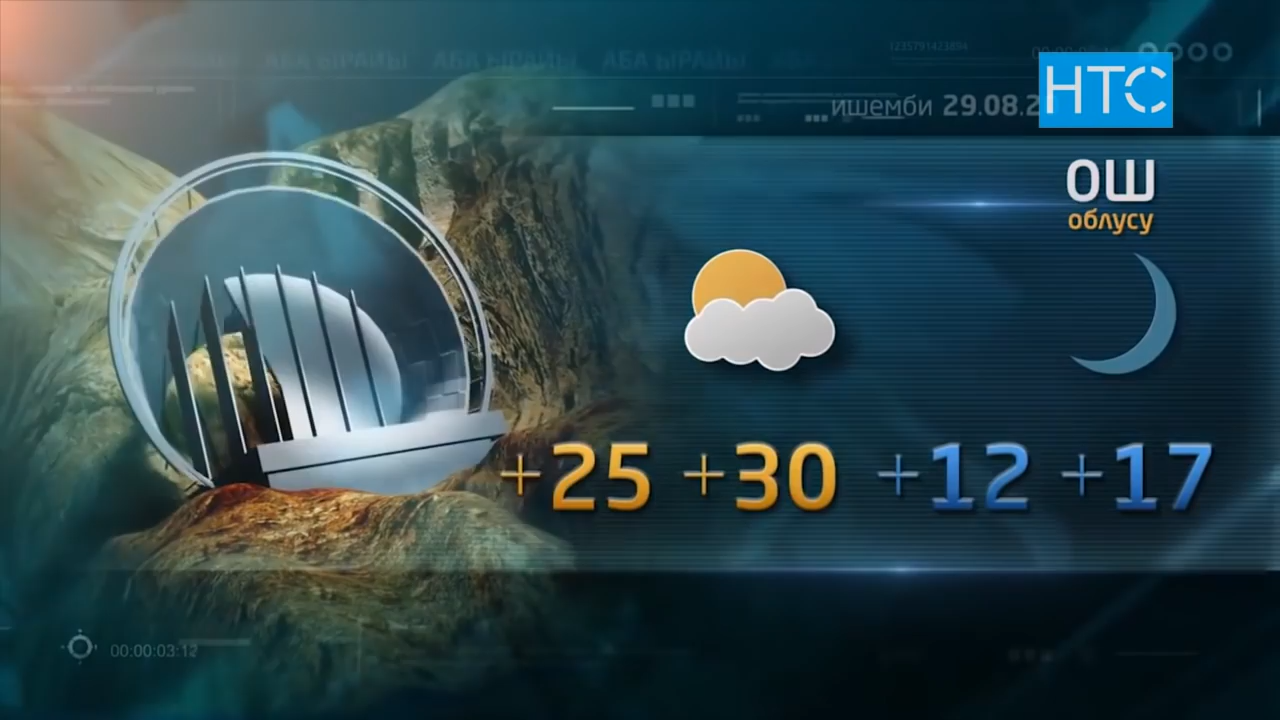 АБА ЫРАЙЫ АБА ЫРАЙЫ АБА ЫРАЙЫ
ишемби 29.08.2
НТС
ОШ
облусу
+25 +30 +12 +17
00:00:03:12